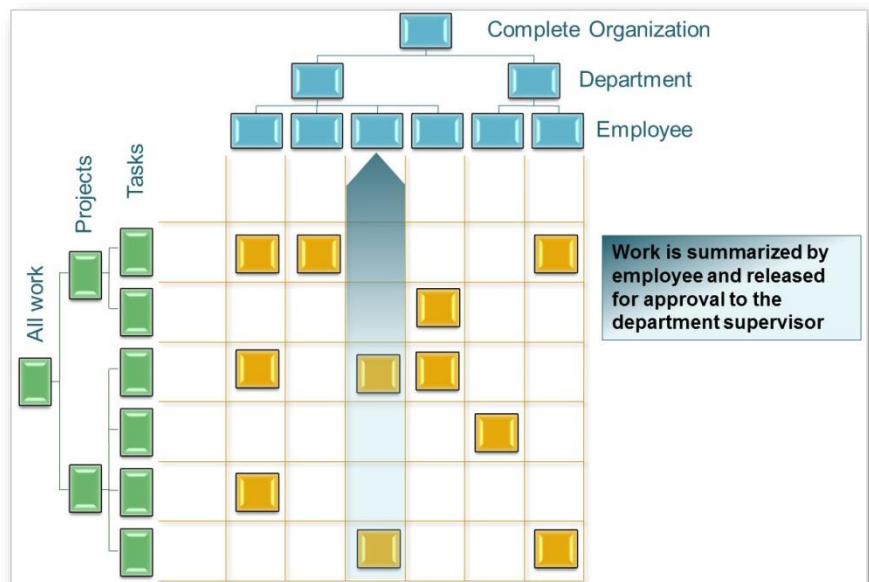 Complete Organization
Department
Employee
Tasks
Projects
All work
Work is summarized by
employee and released
for approval to the
department supervisor